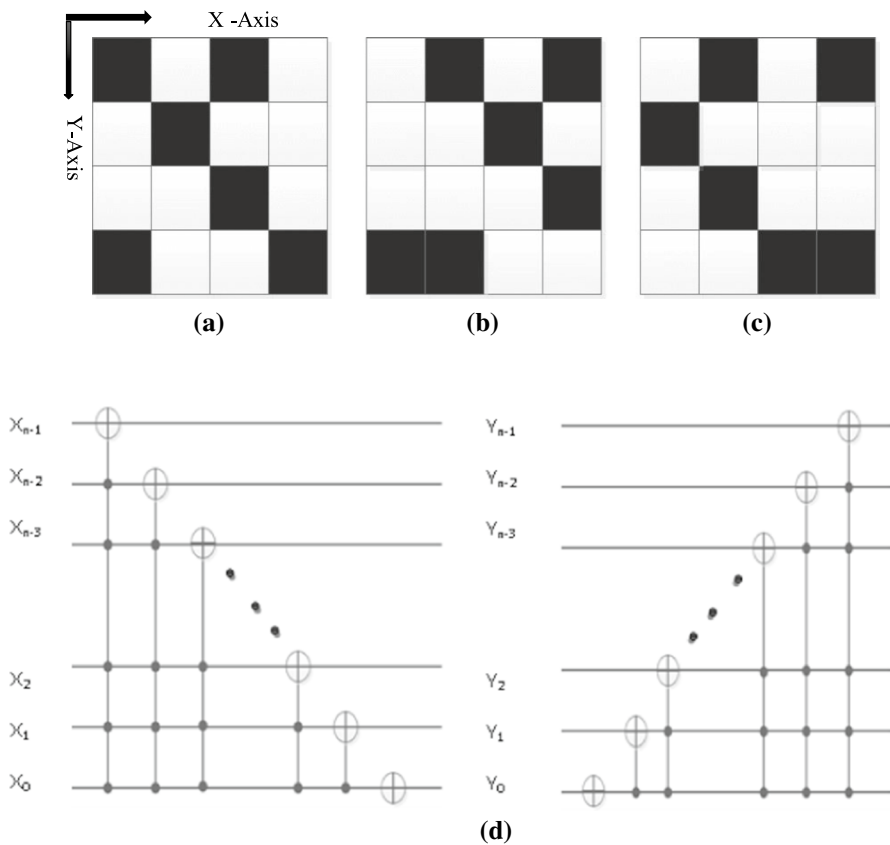 X -Axis
Y-Axis
(a)
(b)
(c)
Xn-1
Xn-2
Xn-3
X2
X1
X0
Yn-1
Yn-2
Yn-3
Y2
Y1
Y0
(d)